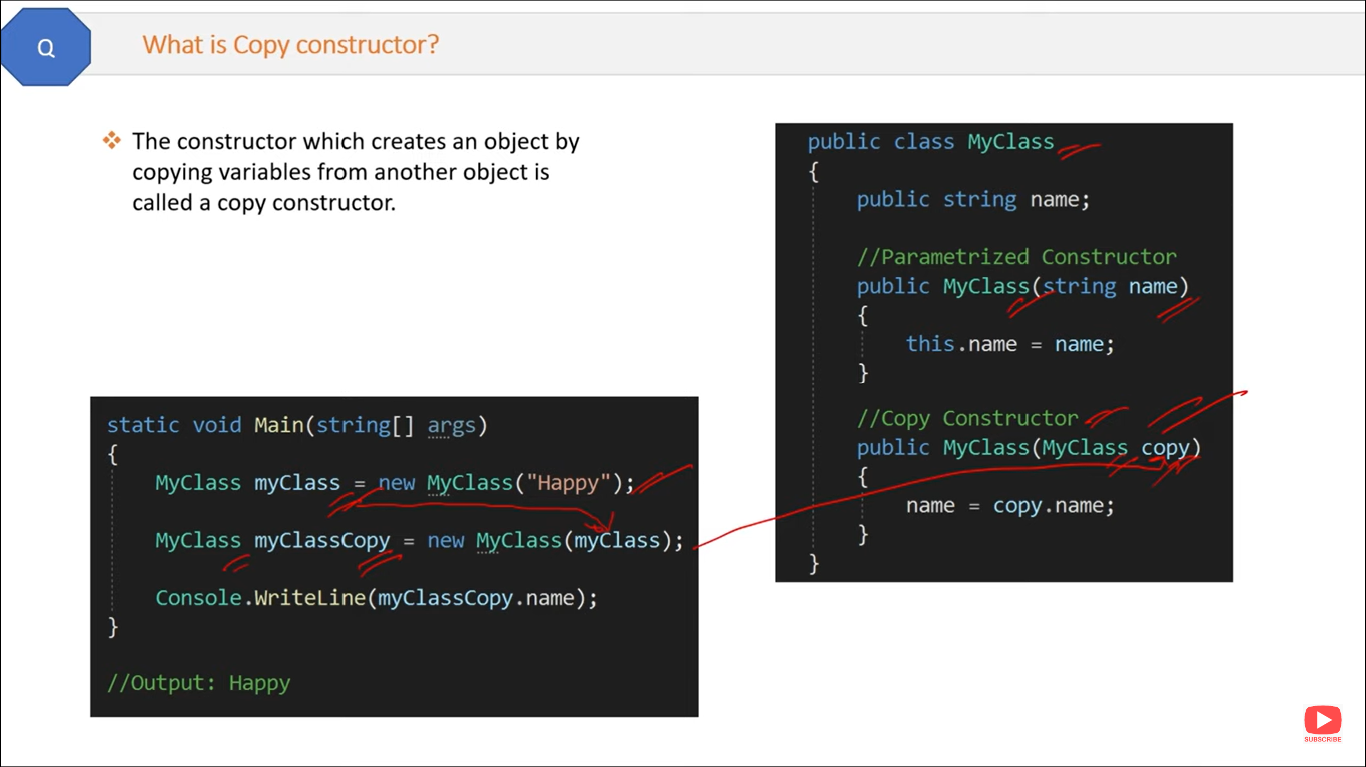 Q
What is Copy constructor?
The constructor which creates an object by
copying variables from another object is
called a copy constructor.
public class MyClass
{
public string name;
//Parametrized Constructor
public MyClass(string name)
{
this.name = name;
}
//Copy Constructor
public MyClass(MyClass copy)
{
name = copy.name;
}
}
static void Main(string[] args)
{
MyClass myClass = new MyClass("Happy");
MyClass myClassCopy = new MyClass(myClass);
Console.WriteLine(myClassCopy.name);
}
//Output: Happy
SUBSCRIBE